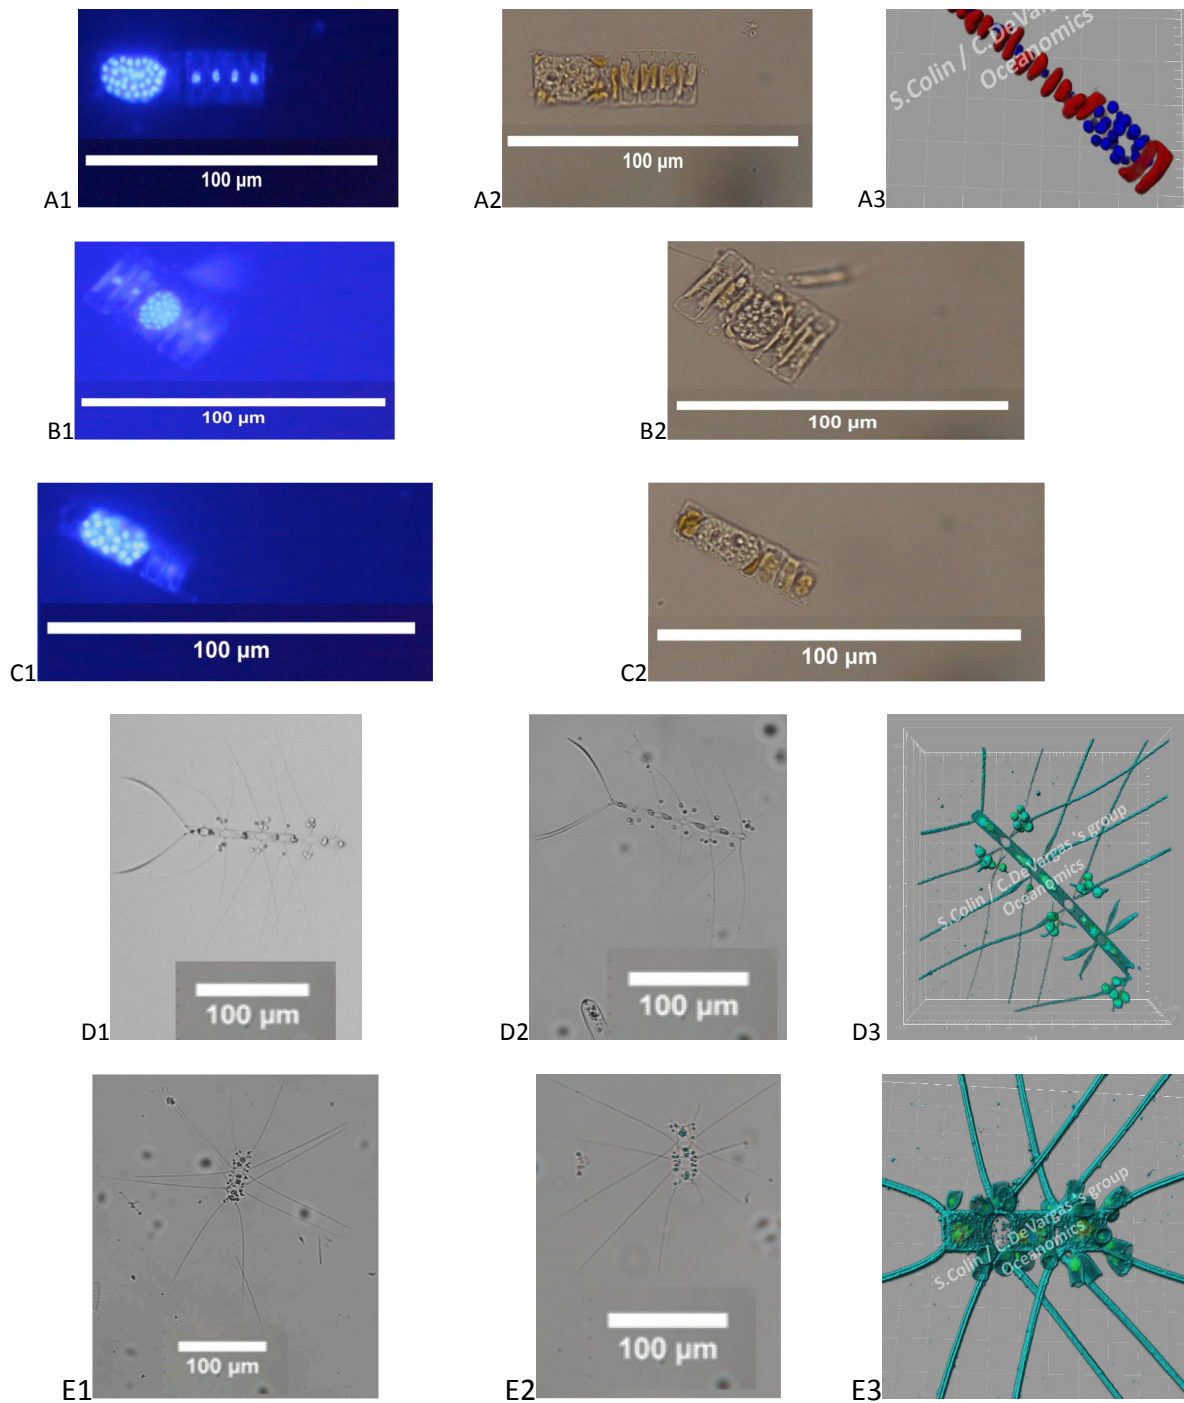 S.Colin / C.DeVargas
Oceanomics
100 µm
100 µm
A1
A2
A3
100 µm
100 µm
B1
B2
100 µm
100 µm
C1
C2
S.Colin / C.DeVargas 's group
Oceanomics
100 µm
100 µm
D1
D2
D3
S.Colin / C.DeVargas 's group
Oceanomics
100 µm
100 µm
E1
E2
E3